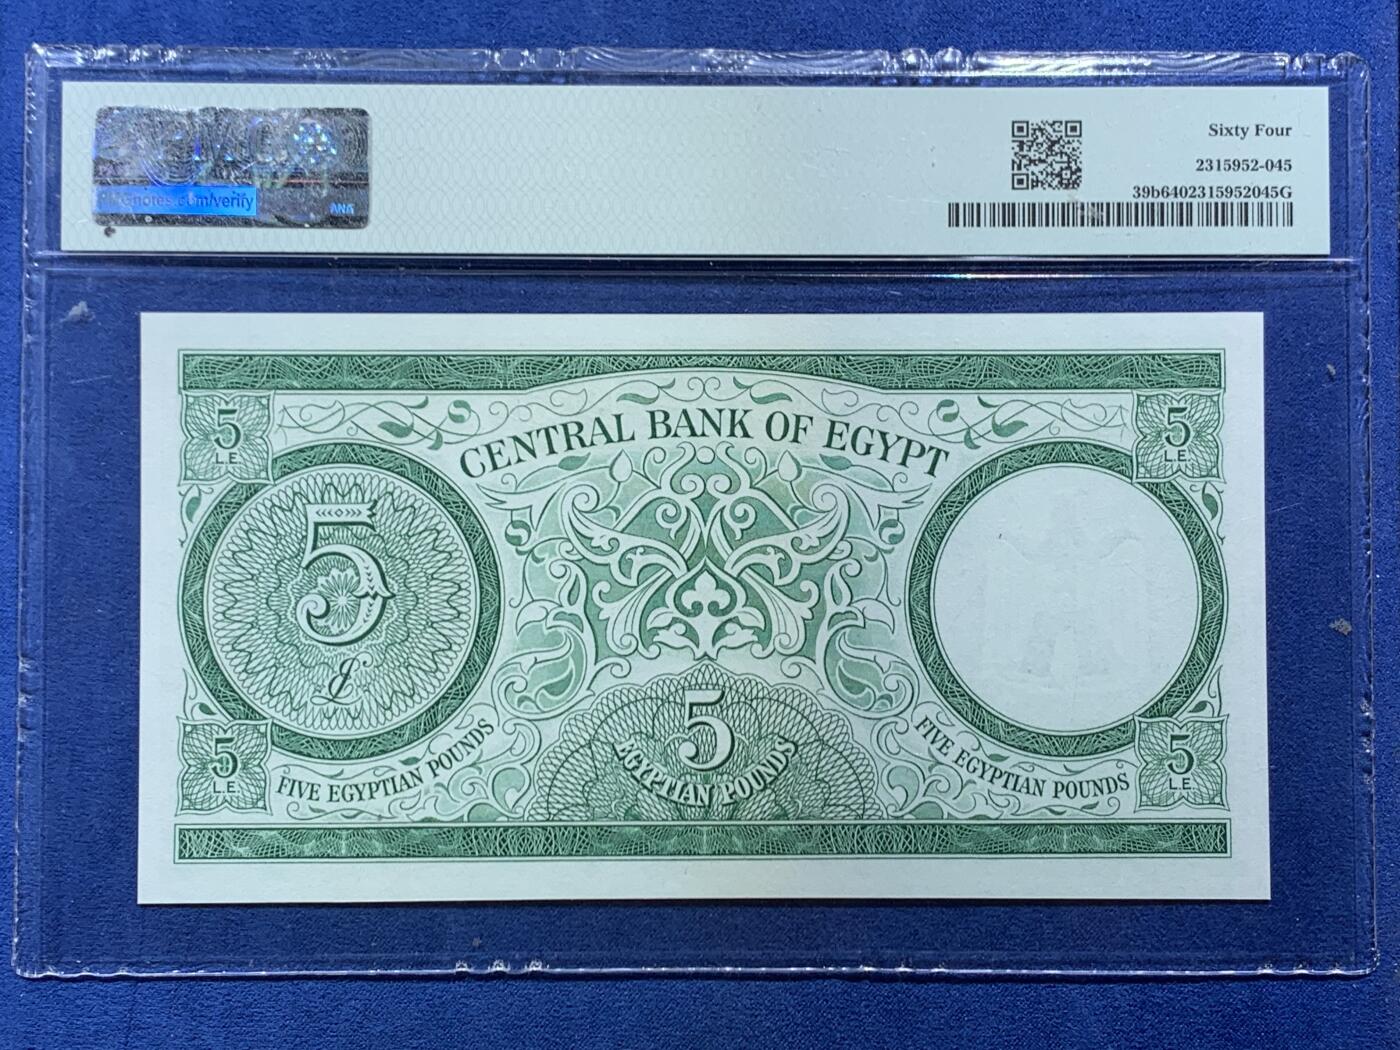 Sixty Four
2315952-045
39b6402315952045G
notes.com/verify
ANA
CENTRAL BANK OF EGYPT
5
L.E.
5
L.E.
5
£
5
EGYPTIAN POUNDS
5
L.E.
FIVE EGYPTIAN POUNDS
FIVE EGYPTIAN POUNDS
5
L.E.